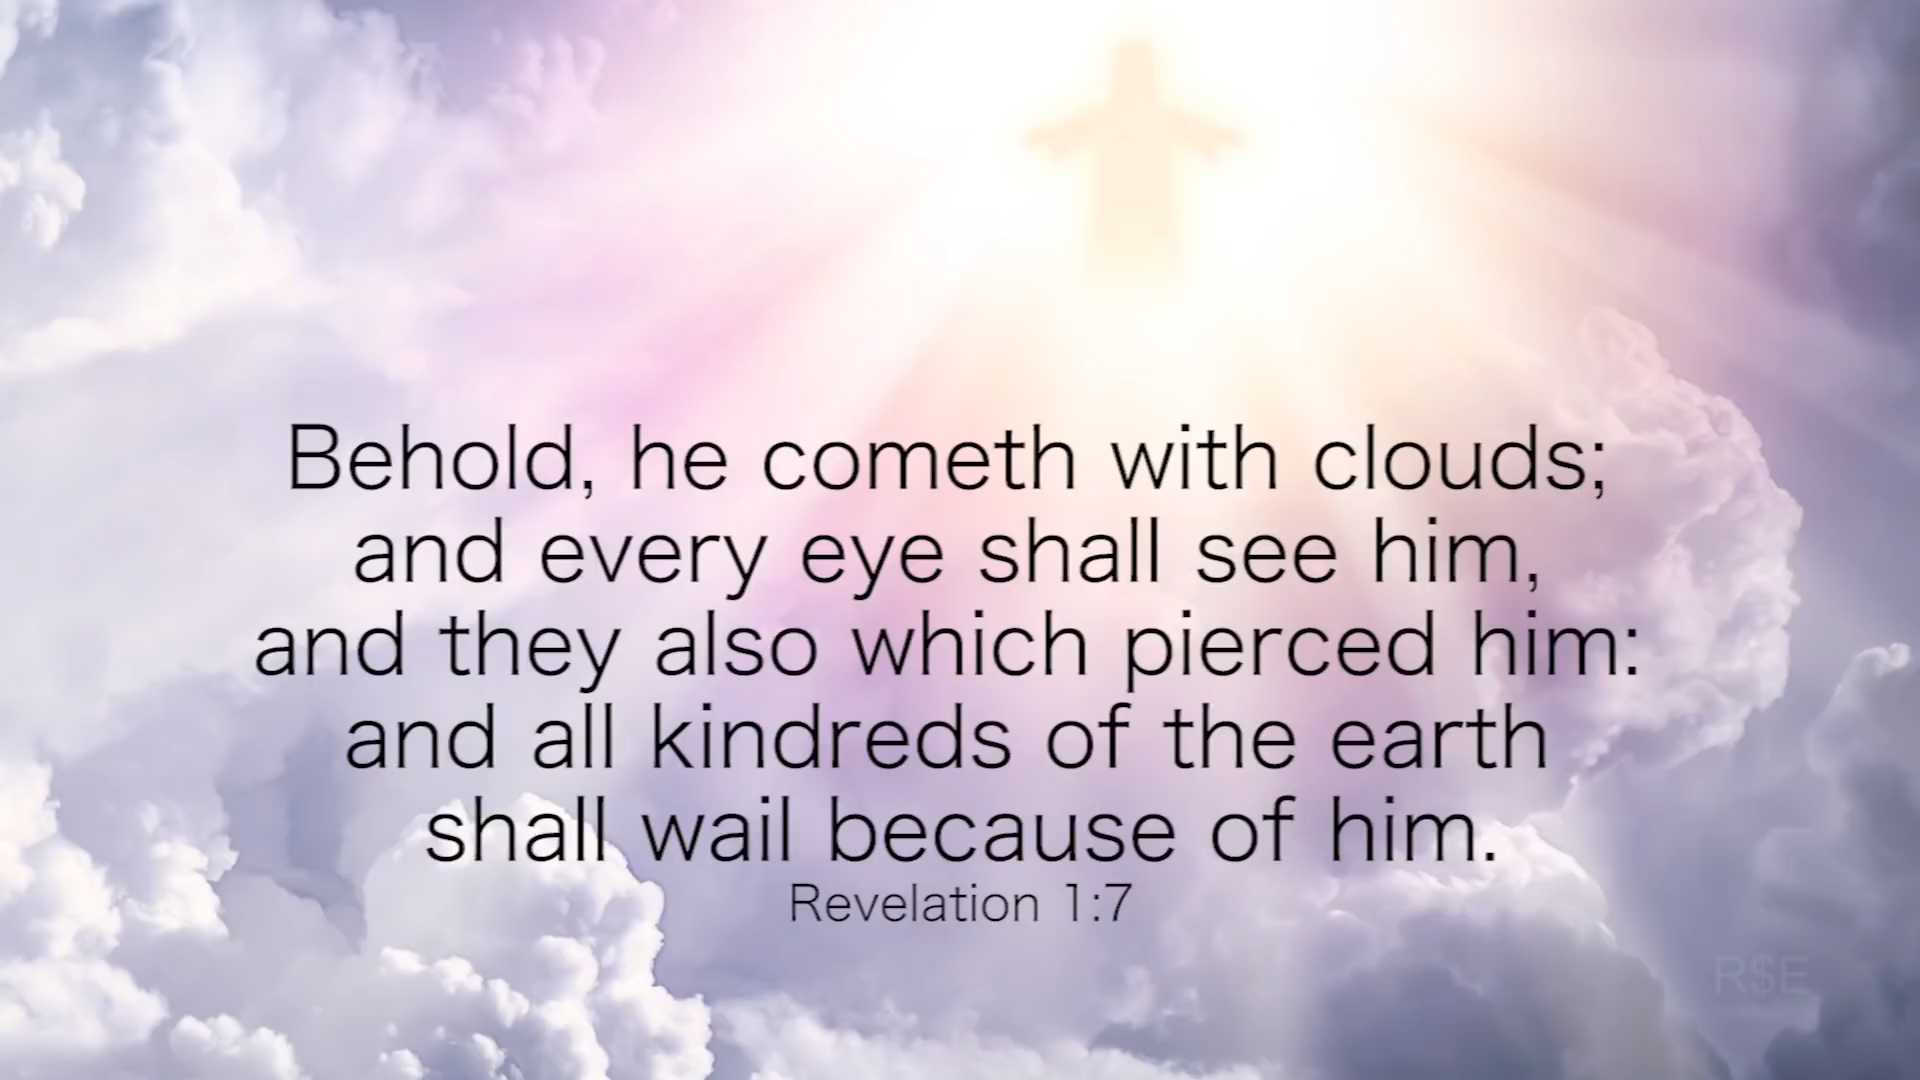 Behold, he cometh with clouds;
and every eye shall see him,
and they also which pierced him:
and all kindreds of the earth
shall wail because of him.
Revelation 1:7
R$E